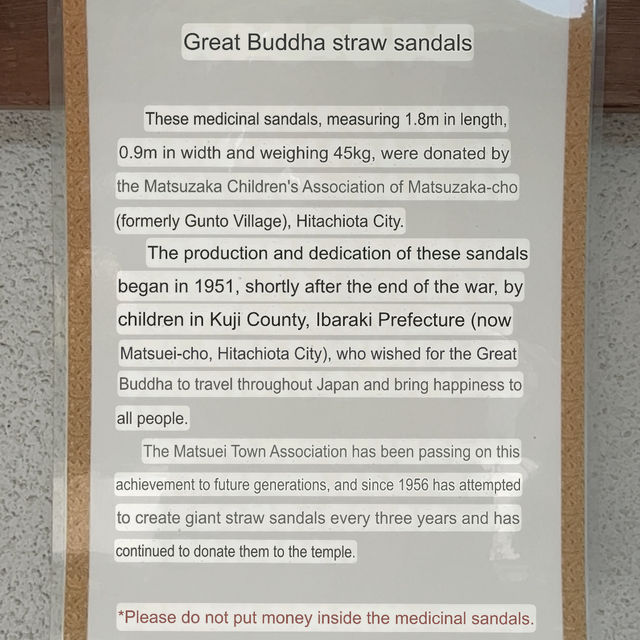 Great Buddha straw sandals
These medicinal sandals, measuring 1.8m in length,
0.9m in width and weighing 45kg, were donated by
the Matsuzaka Children's Association of Matsuzaka-cho
(formerly Gunto Village), Hitachiota City.
The production and dedication of these sandals
began in 1951, shortly after the end of the war, by
children in Kuji County, Ibaraki Prefecture (now
Matsuei-cho, Hitachiota City), who wished for the Great
Buddha to travel throughout Japan and bring happiness to
all people.
The Matsuei Town Association has been passing on this
achievement to future generations, and since 1956 has attempted
to create giant straw sandals every three years and has
continued to donate them to the temple.
*Please do not put money inside the medicinal sandals.